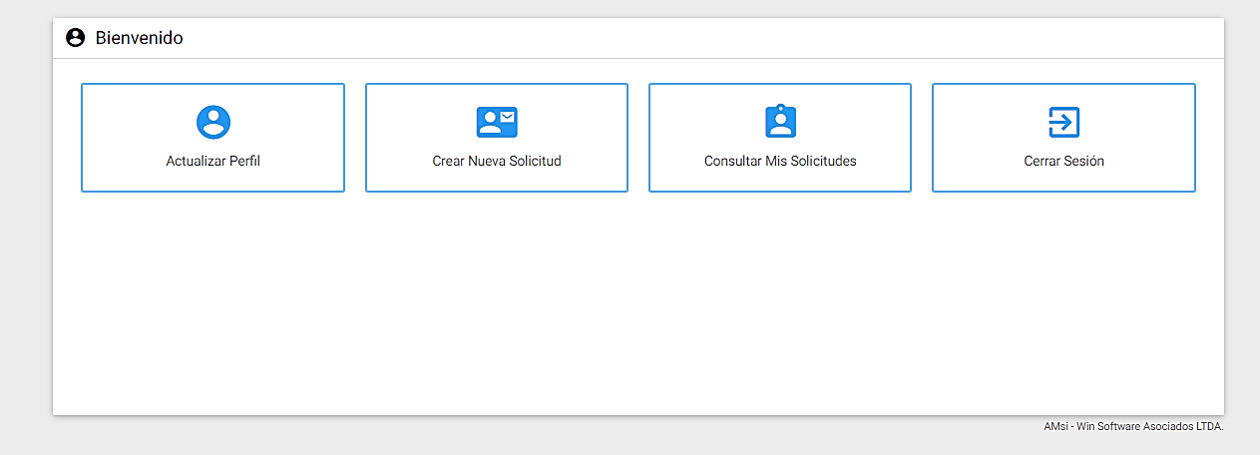 Bienvenido
Actualizar Perfil
Crear Nueva Solicitud
Consultar Mis Solicitudes
Cerrar Sesión
AMsi - Win Software Asociados LTDA.